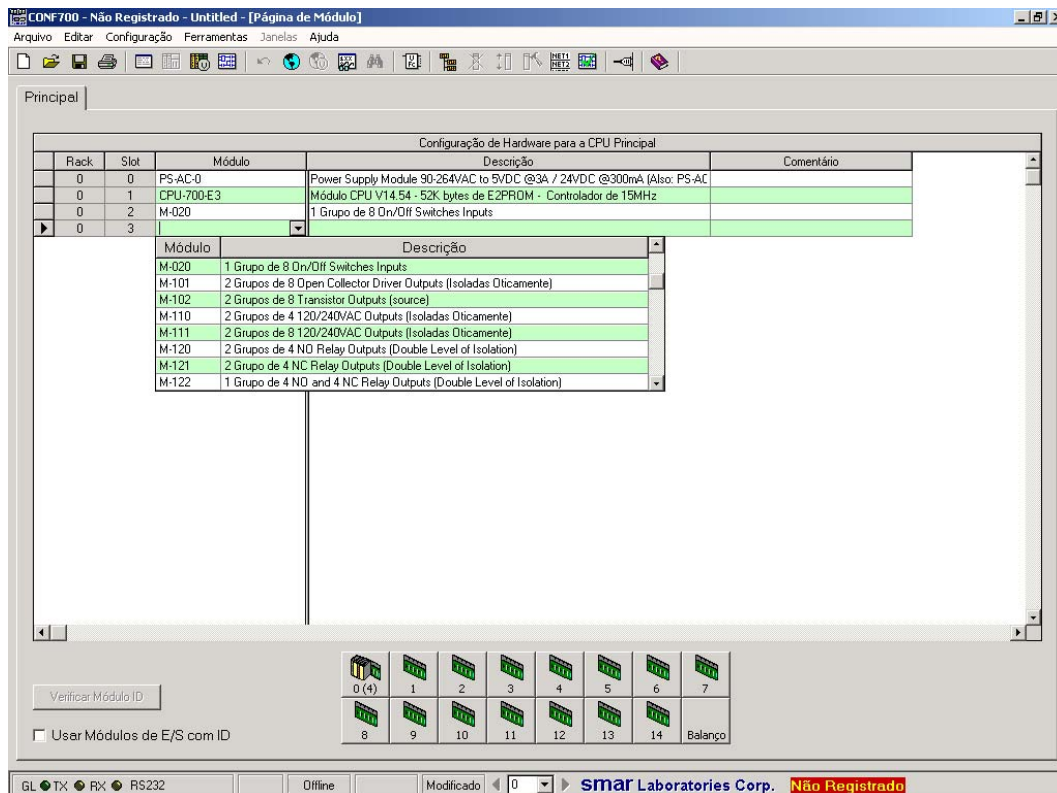 CONF700 - Não Registrado - Untitled - [Página de Módulo]
Arquivo Editar Configuração Ferramentas Janelas Ajuda
Principal
Configuração de Hardware para a CPU Principal
Rack Slot Módulo Descrição Comentário
0 0 PS-AC-0 Power Supply Module 90-264VAC to 5VDC @3A / 24VDC @300mA (Also: PS-AC
0 1 CPU-700-E3 Módulo CPU V14.54 - 52K bytes de E2PROM - Controlador de 15MHz
0 2 M-020 1 Grupo de 8 On/Off Switches Inputs
0 3
Módulo Descrição
M-020 1 Grupo de 8 On/Off Switches Inputs
M-101 2 Grupos de 8 Open Collector Driver Outputs (Isoladas Oticamente)
M-102 2 Grupos de 8 Transistor Outputs (source)
M-110 2 Grupos de 4 120/240VAC Outputs (Isoladas Oticamente)
M-111 2 Grupos de 8 120/240VAC Outputs (Isoladas Oticamente)
M-120 2 Grupos de 4 NO Relay Outputs (Double Level of Isolation)
M-121 2 Grupo de 4 NC Relay Outputs (Double Level of Isolation)
M-122 1 Grupo de 4 NO and 4 NC Relay Outputs (Double Level of Isolation)
0 (4) 1 2 3 4 5 6 7
8 9 10 11 12 13 14 Balanço
Verificar Módulo ID
Usar Módulos de E/S com ID
GL TX RX RS232 Offline Modificado 0 smar Laboratories Corp. Não Registrado